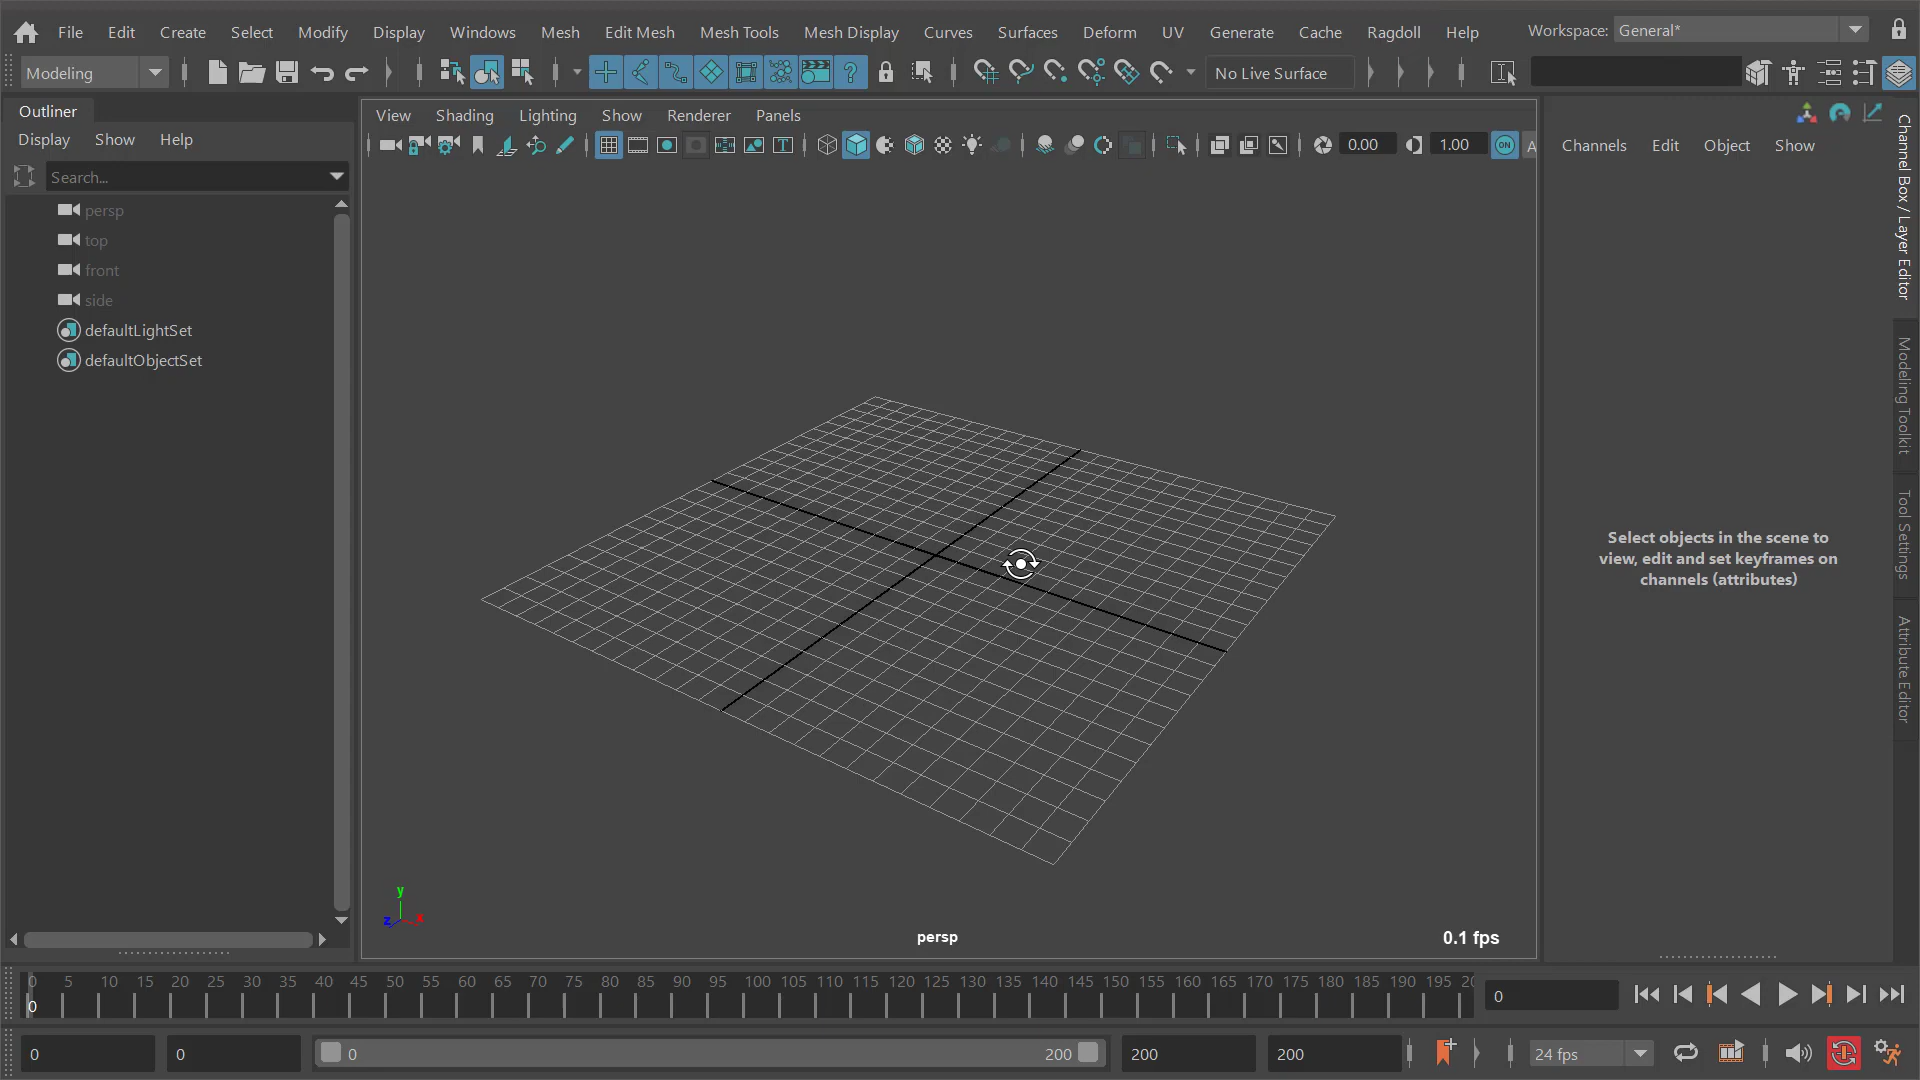 File Edit Create Select Modify Display Windows Mesh Edit Mesh Mesh Tools Mesh Display Curves Surfaces Deform UV Generate Cache Ragdoll Help Workspace: General*
Modeling No Live Surface
Outliner
Display Show Help
Search...
persp
top
front
side
defaultLightSet
defaultObjectSet
View Shading Lighting Show Renderer Panels
0.00 1.00 ON A
y
z x
persp
0.1 fps
Channels Edit Object Show
Select objects in the scene to
view, edit and set keyframes on
channels (attributes)
Channel Box / Layer Editor
Modeling Toolkit
Tool Settings
Attribute Editor
0 5 10 15 20 25 30 35 40 45 50 55 60 65 70 75 80 85 90 95 100 105 110 115 120 125 130 135 140 145 150 155 160 165 170 175 180 185 190 195 20
0
0
0 0 0 200 200 200 24 fps